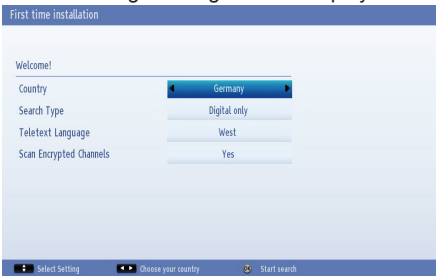 First time installation
Welcome!
Country Germany
Search Type Digital only
Teletext Language West
Scan Encrypted Channels Yes
Select Setting Choose your country OK Start search